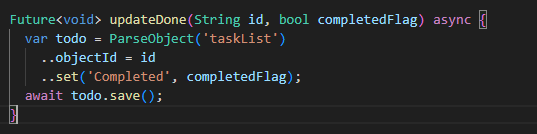 Future<void> updateDone(String id, bool completedFlag) async {
  var todo = ParseObject('taskList')
    ..objectId = id
    ..set('Completed', completedFlag);
  await todo.save();
}